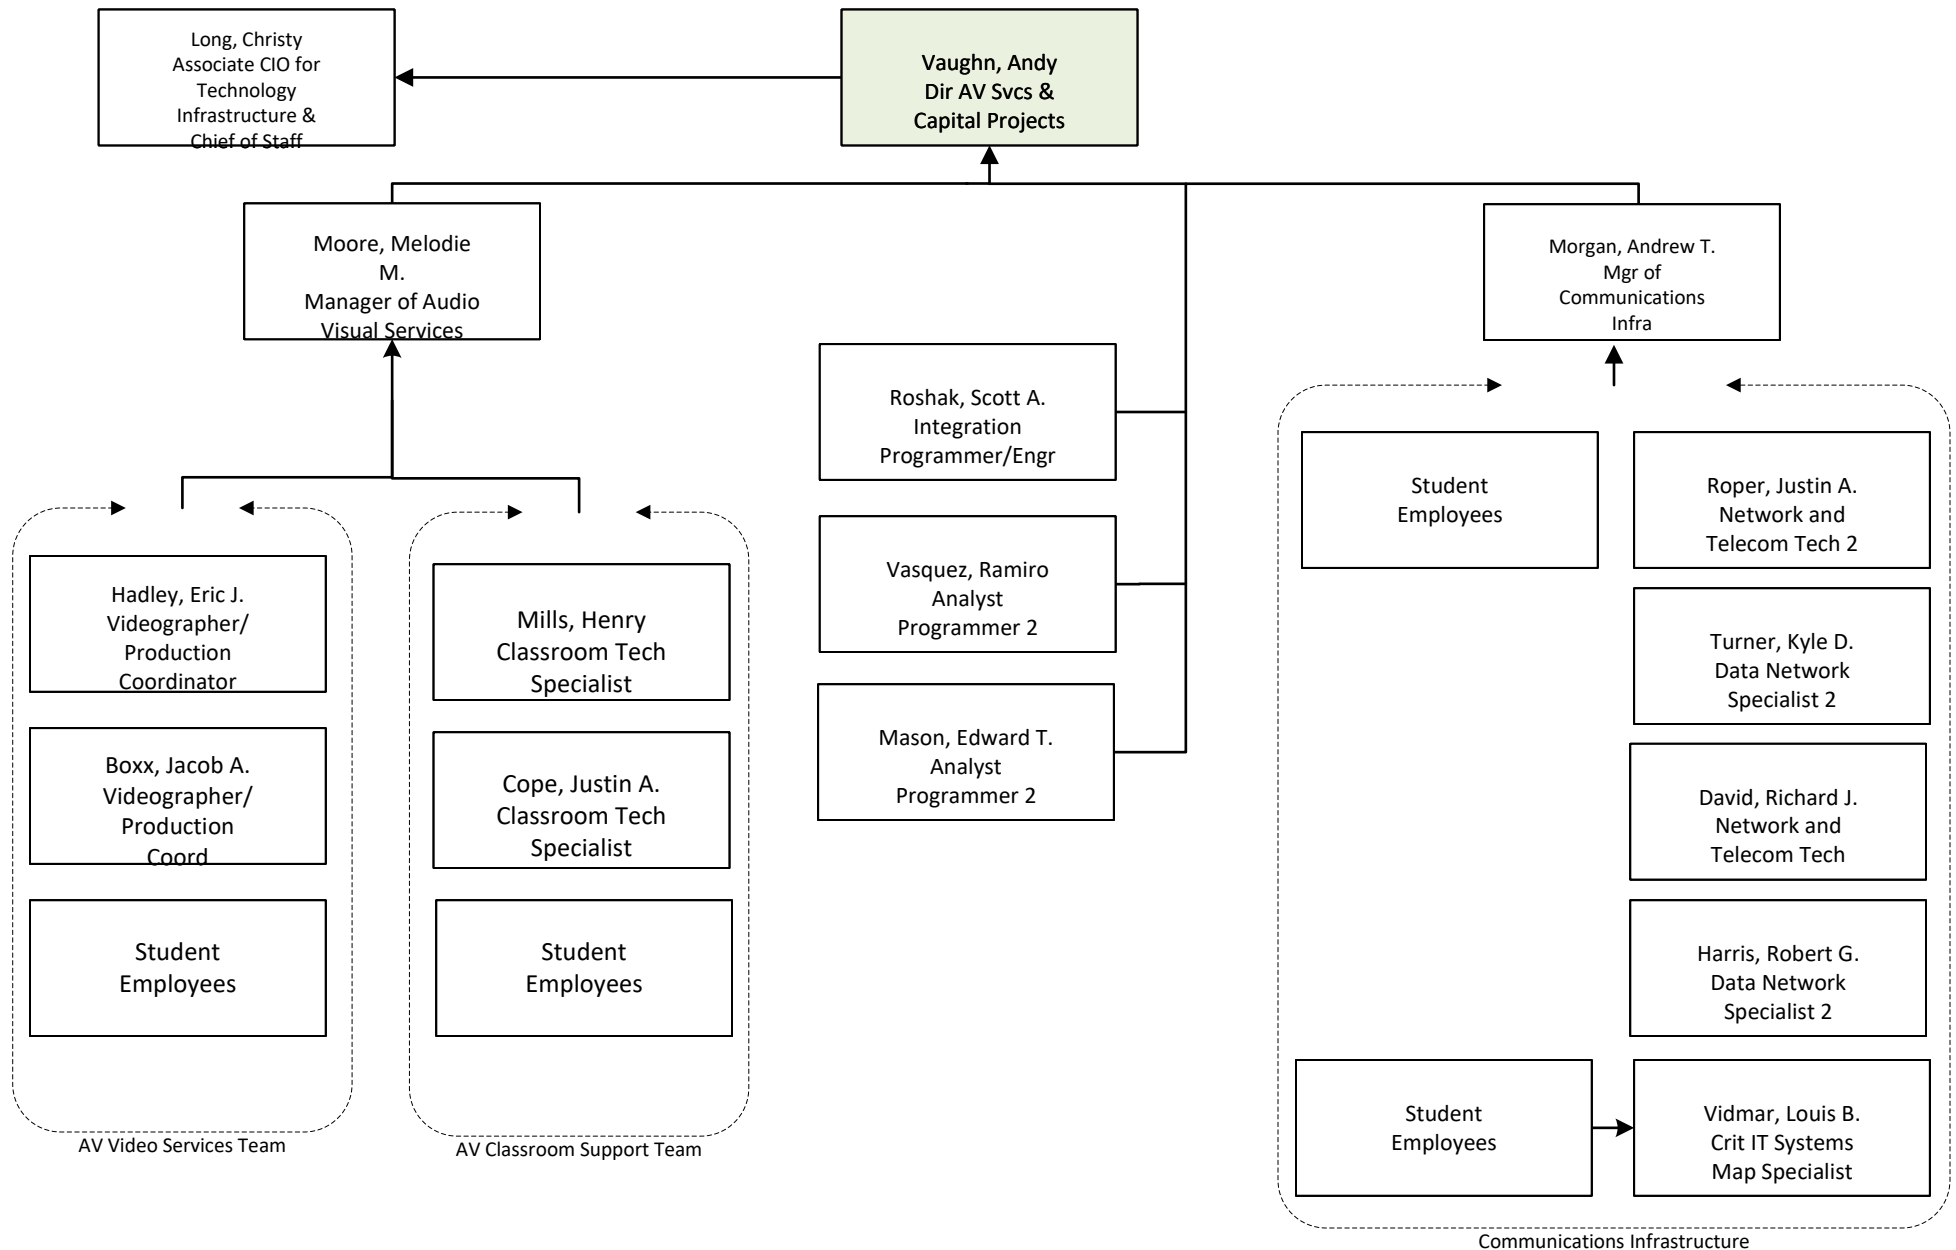 Long, Christy
Associate CIO for
Technology
Infrastructure &
Chief of Staff
Vaughn, Andy
Dir AV Svcs &
Capital Projects
Moore, Melodie
M.
Manager of Audio
Visual Services
Morgan, Andrew T.
Mgr of
Communications
Infra
Roshak, Scott A.
Integration
Programmer/Engr
Vasquez, Ramiro
Analyst
Programmer 2
Mason, Edward T.
Analyst
Programmer 2
Hadley, Eric J.
Videographer/
Production
Coordinator
Boxx, Jacob A.
Videographer/
Production
Coord
Student
Employees
AV Video Services Team
Mills, Henry
Classroom Tech
Specialist
Cope, Justin A.
Classroom Tech
Specialist
Student
Employees
AV Classroom Support Team
Student
Employees
Roper, Justin A.
Network and
Telecom Tech 2
Turner, Kyle D.
Data Network
Specialist 2
David, Richard J.
Network and
Telecom Tech
Harris, Robert G.
Data Network
Specialist 2
Student
Employees
Vidmar, Louis B.
Crit IT Systems
Map Specialist
Communications Infrastructure